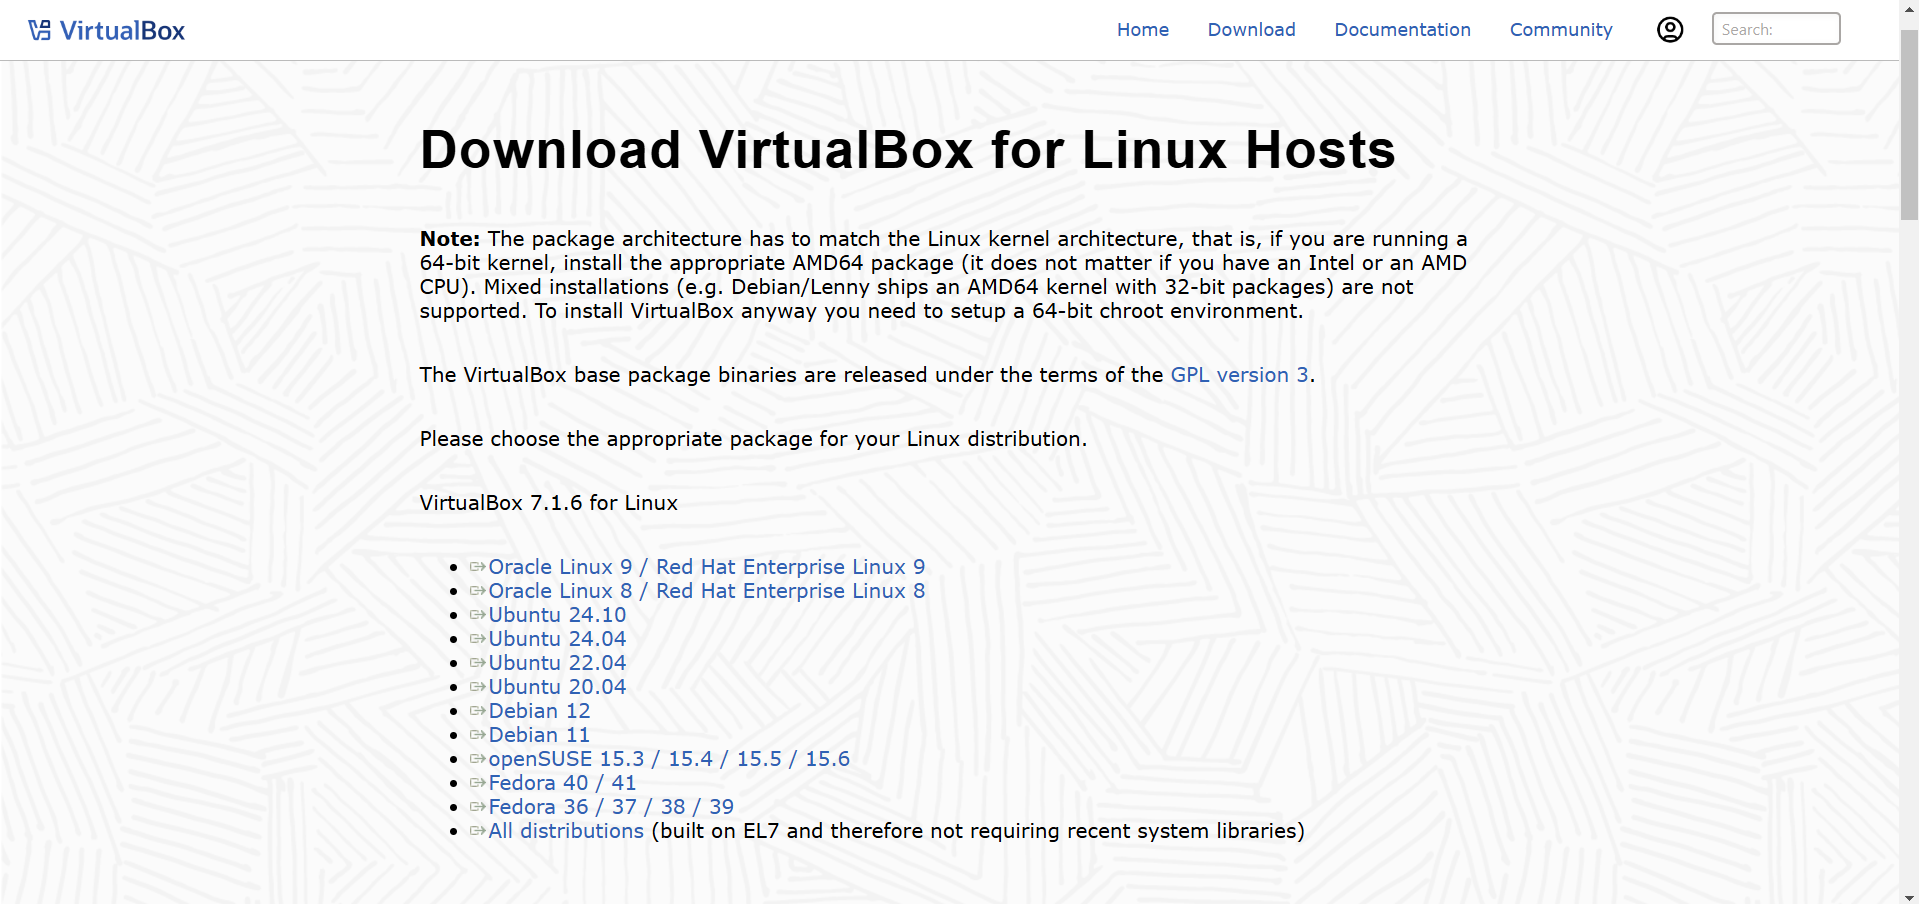 VirtualBox
Home Download Documentation Community Search:
Download VirtualBox for Linux Hosts
Note: The package architecture has to match the Linux kernel architecture, that is, if you are running a
64-bit kernel, install the appropriate AMD64 package (it does not matter if you have an Intel or an AMD
CPU). Mixed installations (e.g. Debian/Lenny ships an AMD64 kernel with 32-bit packages) are not
supported. To install VirtualBox anyway you need to setup a 64-bit chroot environment.
The VirtualBox base package binaries are released under the terms of the GPL version 3.
Please choose the appropriate package for your Linux distribution.
VirtualBox 7.1.6 for Linux
Oracle Linux 9 / Red Hat Enterprise Linux 9
Oracle Linux 8 / Red Hat Enterprise Linux 8
Ubuntu 24.10
Ubuntu 24.04
Ubuntu 22.04
Ubuntu 20.04
Debian 12
Debian 11
openSUSE 15.3 / 15.4 / 15.5 / 15.6
Fedora 40 / 41
Fedora 36 / 37 / 38 / 39
All distributions (built on EL7 and therefore not requiring recent system libraries)